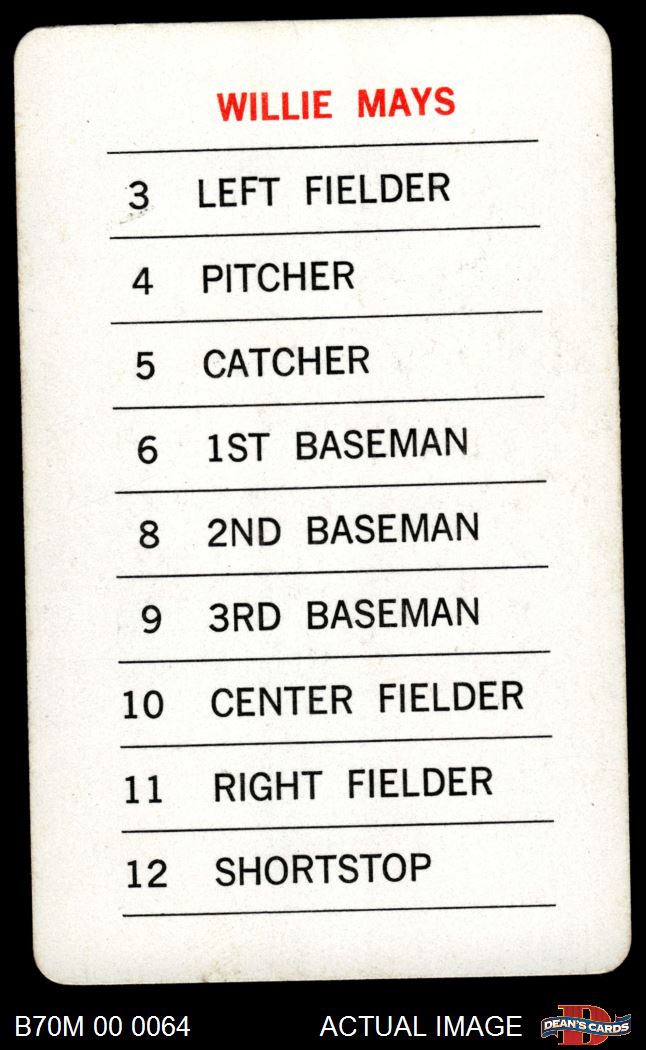 WILLIE MAYS
3 LEFT FIELDER
4 PITCHER
5 CATCHER
6 1ST BASEMAN
8 2ND BASEMAN
9 3RD BASEMAN
10 CENTER FIELDER
11 RIGHT FIELDER
12 SHORTSTOP
B70M 00 0064 ACTUAL IMAGE DEAN'S CARDS